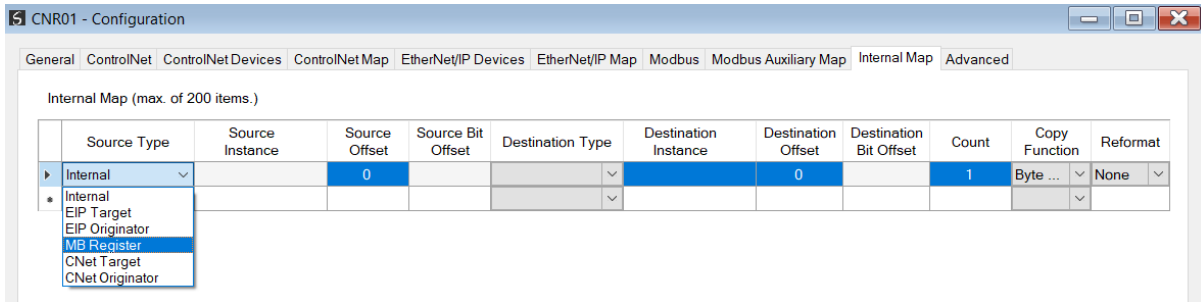 CNR01 - Configuration
General ControlNet ControlNet Devices ControlNet Map EtherNet/IP Devices EtherNet/IP Map Modbus Modbus Auxiliary Map Internal Map Advanced
Internal Map (max. of 200 items.)
Source Type Source Instance Source Offset Source Bit Offset Destination Type Destination Instance Destination Offset Destination Bit Offset Count Copy Function Reformat
Internal 0 0 1 Byte ... None
Internal
EIP Target
EIP Originator
MB Register
CNet Target
CNet Originator